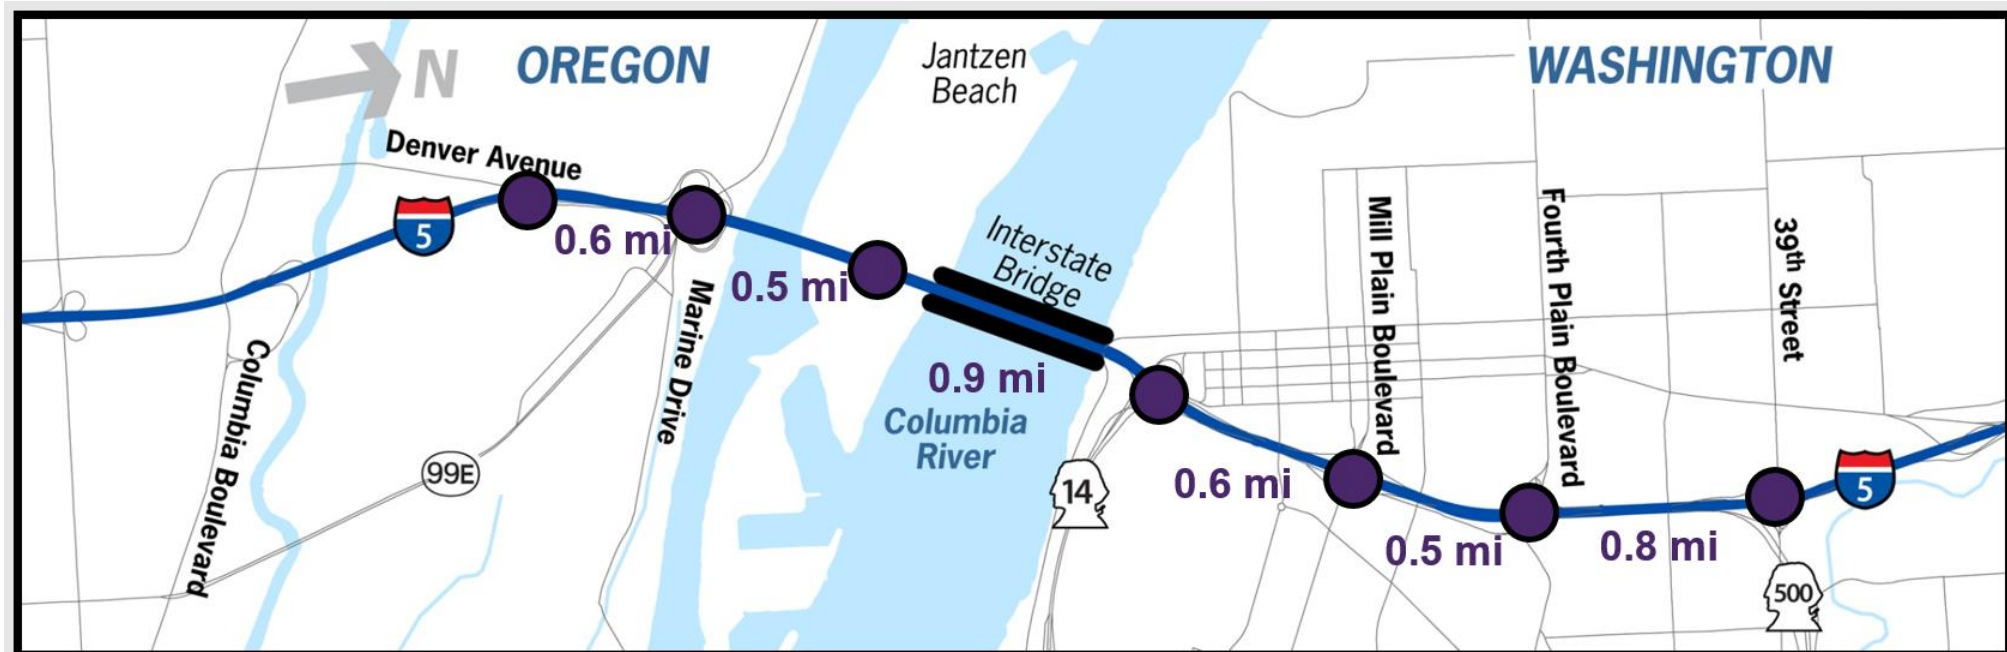 N
OREGON
Jantzen
Beach
WASHINGTON
Denver Avenue
5
0.6 mi
0.5 mi
Interstate
Bridge
Mill Plain Boulevard
Fourth Plain Boulevard
39th Street
Marine Drive
Columbia Boulevard
0.9 mi
Columbia
River
99E
14
0.6 mi
0.5 mi
0.8 mi
5
500